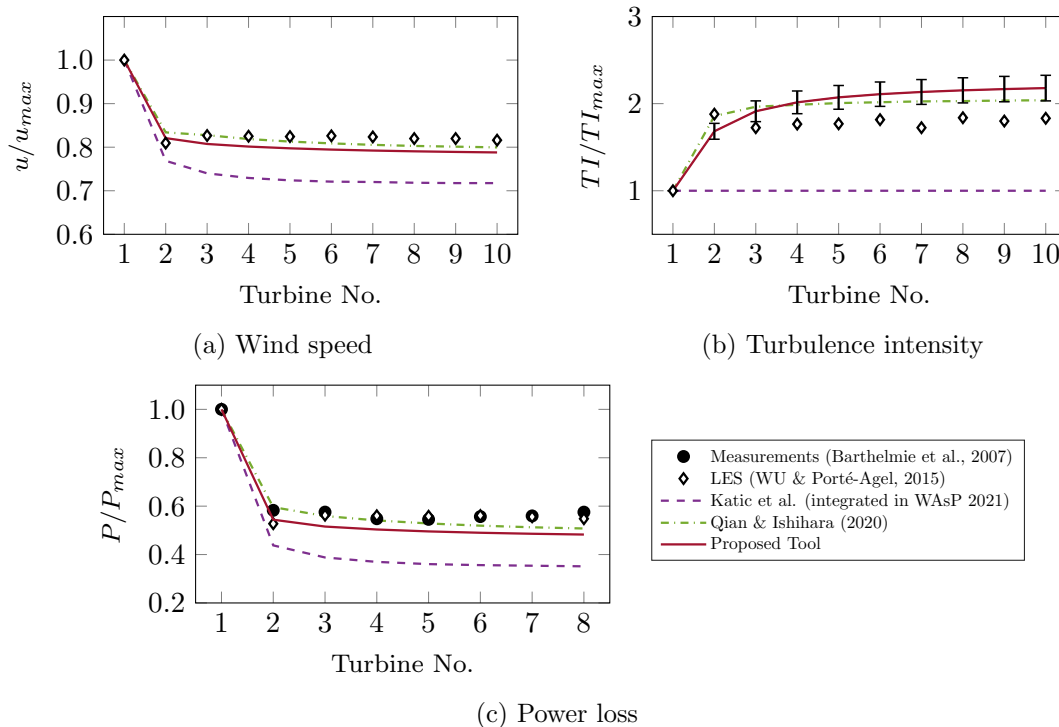 1.0
0.9
0.8
0.7
0.6
u/u_max
1 2 3 4 5 6 7 8 9 10
Turbine No.
(a) Wind speed
3
2
1
TI/TI_max
1 2 3 4 5 6 7 8 9 10
Turbine No.
(b) Turbulence intensity
1.0
0.8
0.6
0.4
0.2
P/P_max
1 2 3 4 5 6 7 8
Turbine No.
(c) Power loss
Measurements (Barthelmie et al., 2007)
LES (WU & Porté-Agel, 2015)
Katic et al. (integrated in WAsP 2021)
Qian & Ishihara (2020)
Proposed Tool